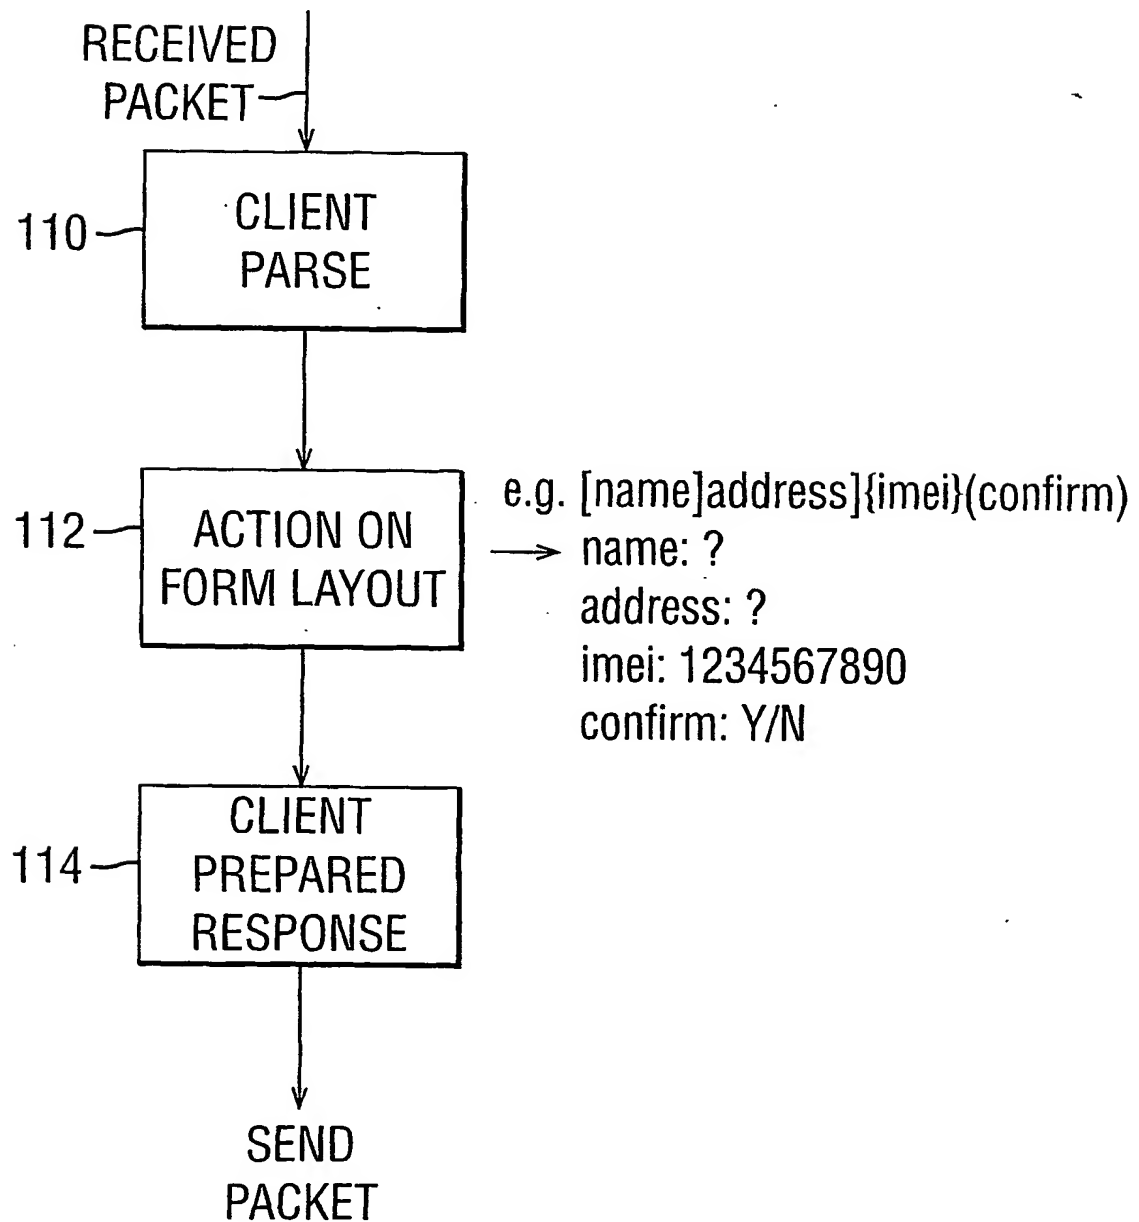 RECEIVED
PACKET
110
CLIENT
PARSE
112
ACTION ON
FORM LAYOUT
e.g. [name]address]{imei}(confirm)
name: ?
address: ?
imei: 1234567890
confirm: Y/N
114
CLIENT
PREPARED
RESPONSE
SEND
PACKET